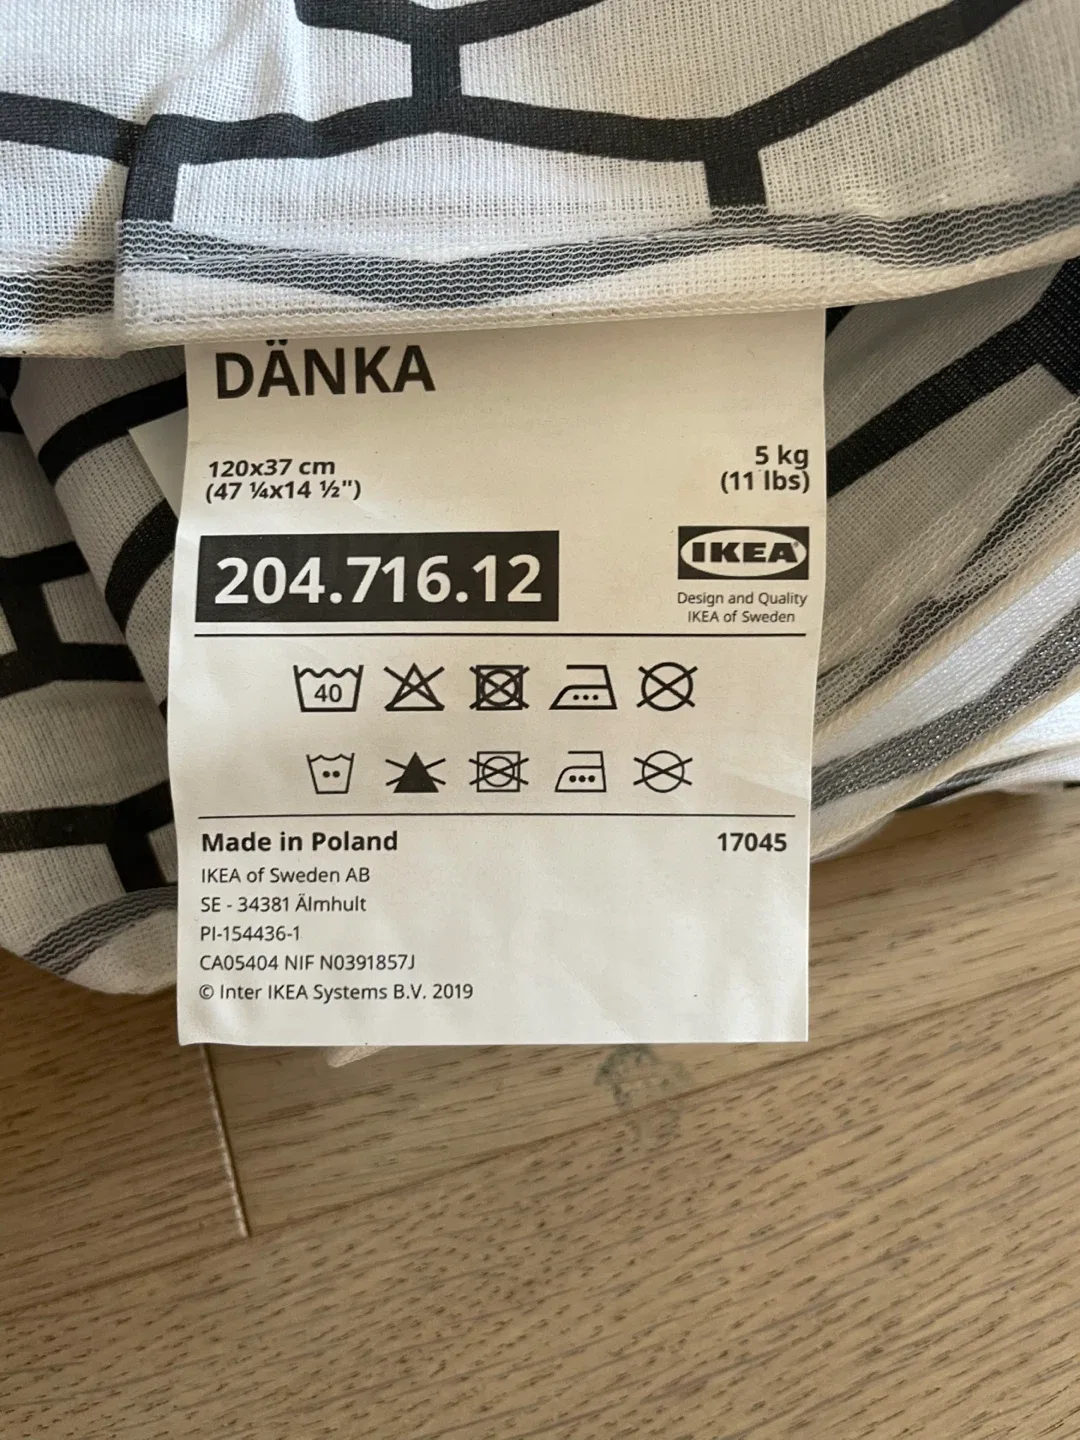 DÄNKA
120x37 cm
(47 ¼x14 ½")
5 kg
(11 lbs)
204.716.12
IKEA®
Design and Quality
IKEA of Sweden
40
Made in Poland
17045
IKEA of Sweden AB
SE - 34381 Älmhult
PI-154436-1
CA05404 NIF N0391857J
© Inter IKEA Systems B.V. 2019